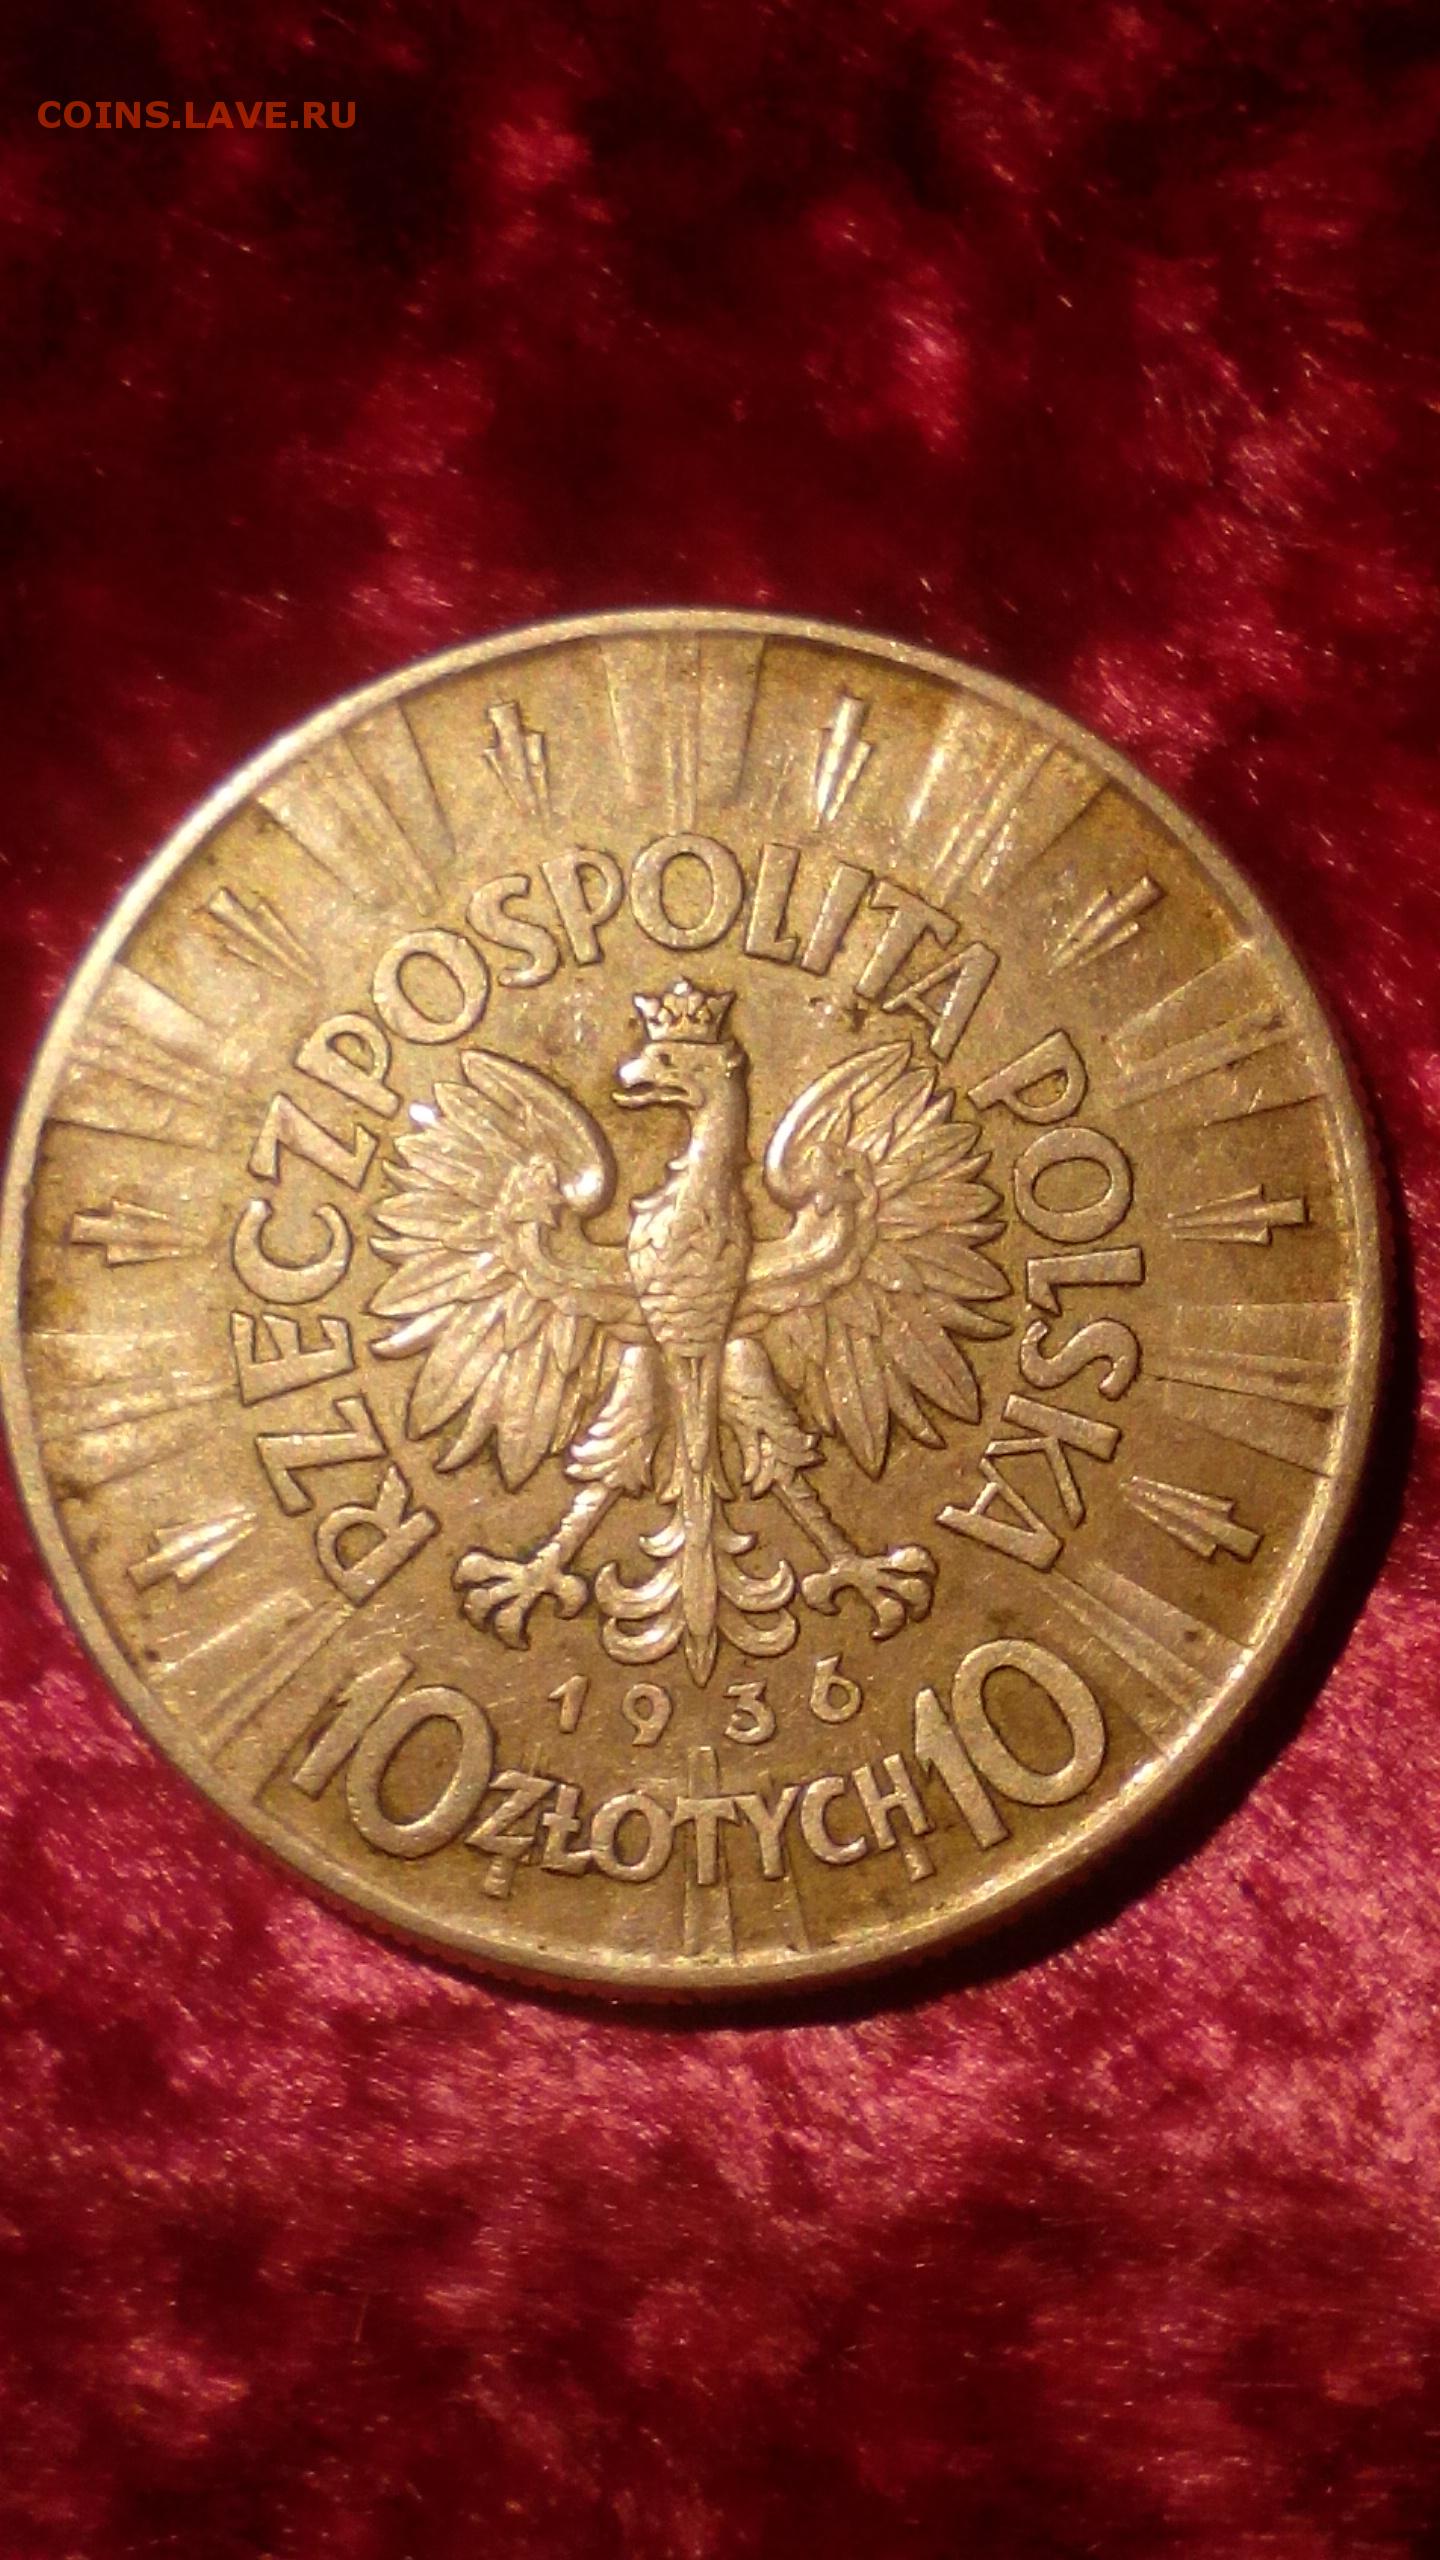 COINS.LAVE.RU
RZECZPOSPOLITA POLSKA
1936
10 ZŁOTYCH 10